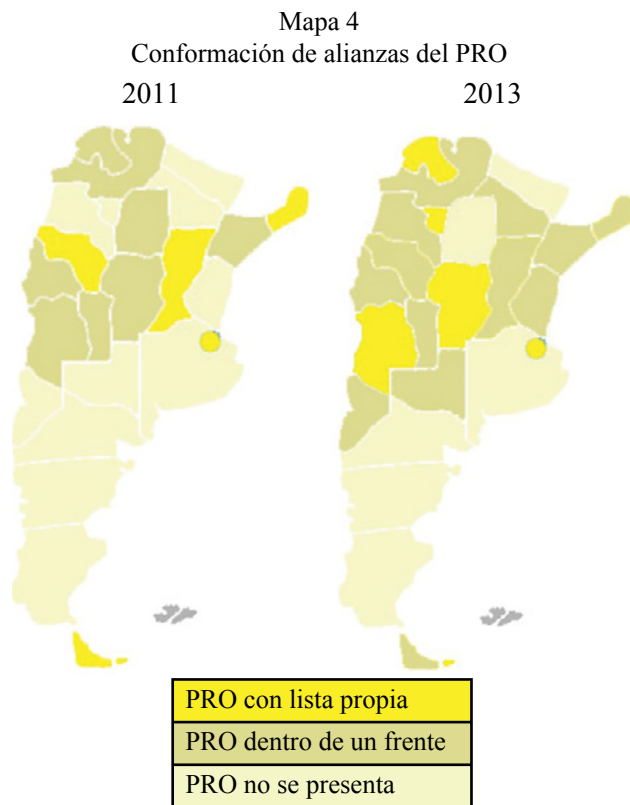 Mapa 4
Conformación de alianzas del PRO
2011
2013
PRO con lista propia
PRO dentro de un frente
PRO no se presenta